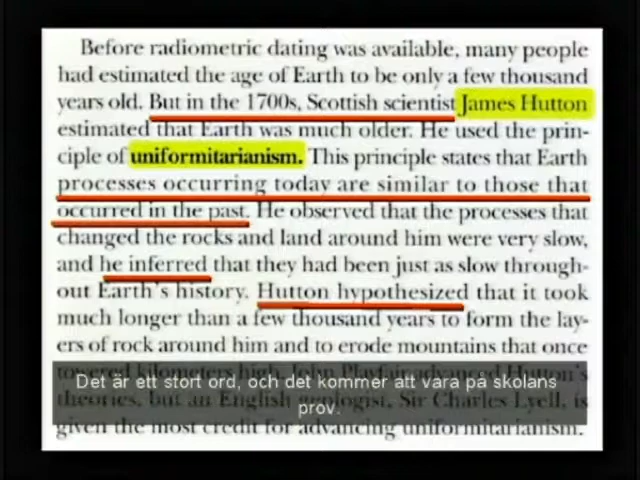 Before radiometric dating was available, many people
had estimated the age of Earth to be only a few thousand
years old. But in the 1700s, Scottish scientist James Hutton
estimated that Earth was much older. He used the prin-
ciple of uniformitarianism. This principle states that Earth
processes occurring today are similar to those that
occurred in the past. He observed that the processes that
changed the rocks and land around him were very slow,
and he inferred that they had been just as slow through-
out Earth's history. Hutton hypothesized that it took
much longer than a few thousand years to form the lay-
ers of rock around him and to erode mountains that once
towered kilometers high. John Playfair advanced Hutton's
theories, but an English geologist, Sir Charles Lyell, is
given the most credit for advancing uniformitarianism.
Det är ett stort ord, och det kommer att vara på skolans
prov.